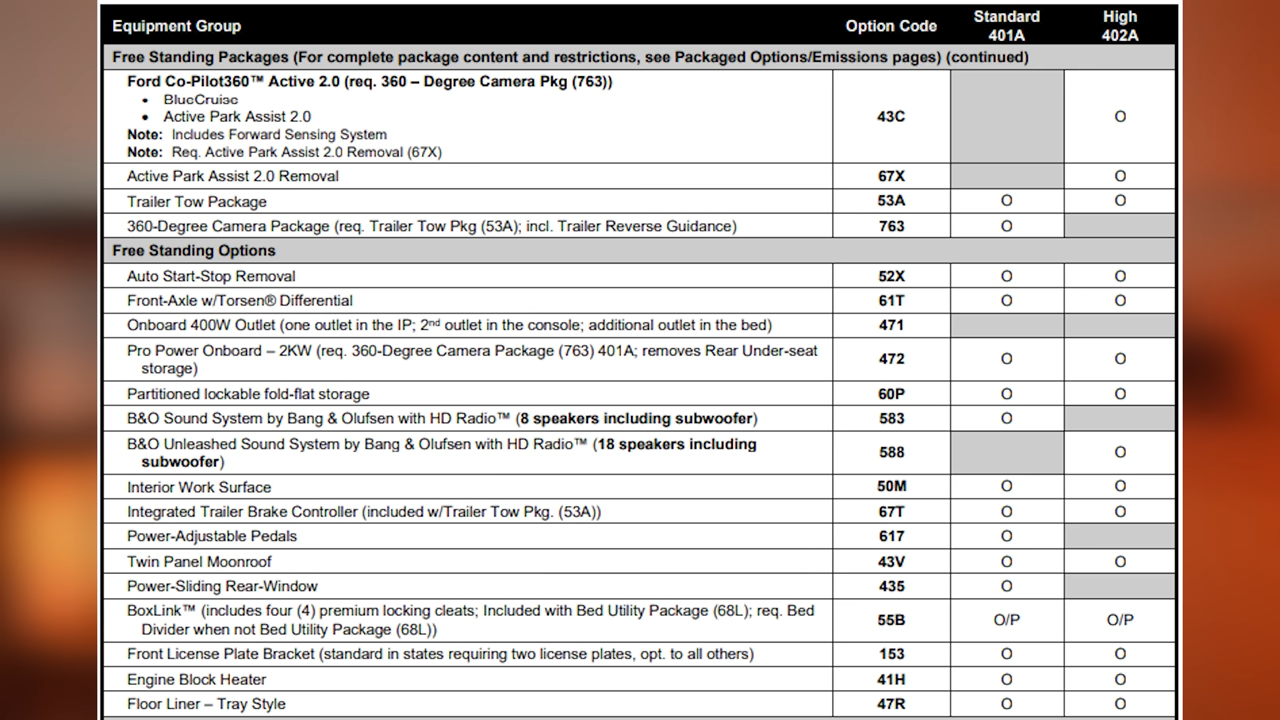 Equipment Group Option Code Standard 401A High 402A
Free Standing Packages (For complete package content and restrictions, see Packaged Options/Emissions pages) (continued)
Ford Co-Pilot360™ Active 2.0 (req. 360 – Degree Camera Pkg (763))
• BlueCruise
• Active Park Assist 2.0
Note: Includes Forward Sensing System
Note: Req. Active Park Assist 2.0 Removal (67X)
43C O
Active Park Assist 2.0 Removal 67X O
Trailer Tow Package 53A O O
360-Degree Camera Package (req. Trailer Tow Pkg (53A); incl. Trailer Reverse Guidance) 763 O
Free Standing Options
Auto Start-Stop Removal 52X O O
Front-Axle w/Torsen® Differential 61T O O
Onboard 400W Outlet (one outlet in the IP; 2nd outlet in the console; additional outlet in the bed) 471
Pro Power Onboard – 2KW (req. 360-Degree Camera Package (763) 401A; removes Rear Under-seat
storage) 472 O O
Partitioned lockable fold-flat storage 60P O O
B&O Sound System by Bang & Olufsen with HD Radio™ (8 speakers including subwoofer) 583 O
B&O Unleashed Sound System by Bang & Olufsen with HD Radio™ (18 speakers including
subwoofer) 588 O
Interior Work Surface 50M O O
Integrated Trailer Brake Controller (included w/Trailer Tow Pkg. (53A)) 67T O O
Power-Adjustable Pedals 617 O
Twin Panel Moonroof 43V O O
Power-Sliding Rear-Window 435 O
BoxLink™ (includes four (4) premium locking cleats; Included with Bed Utility Package (68L); req. Bed
Divider when not Bed Utility Package (68L)) 55B O/P O/P
Front License Plate Bracket (standard in states requiring two license plates, opt. to all others) 153 O O
Engine Block Heater 41H O O
Floor Liner – Tray Style 47R O O